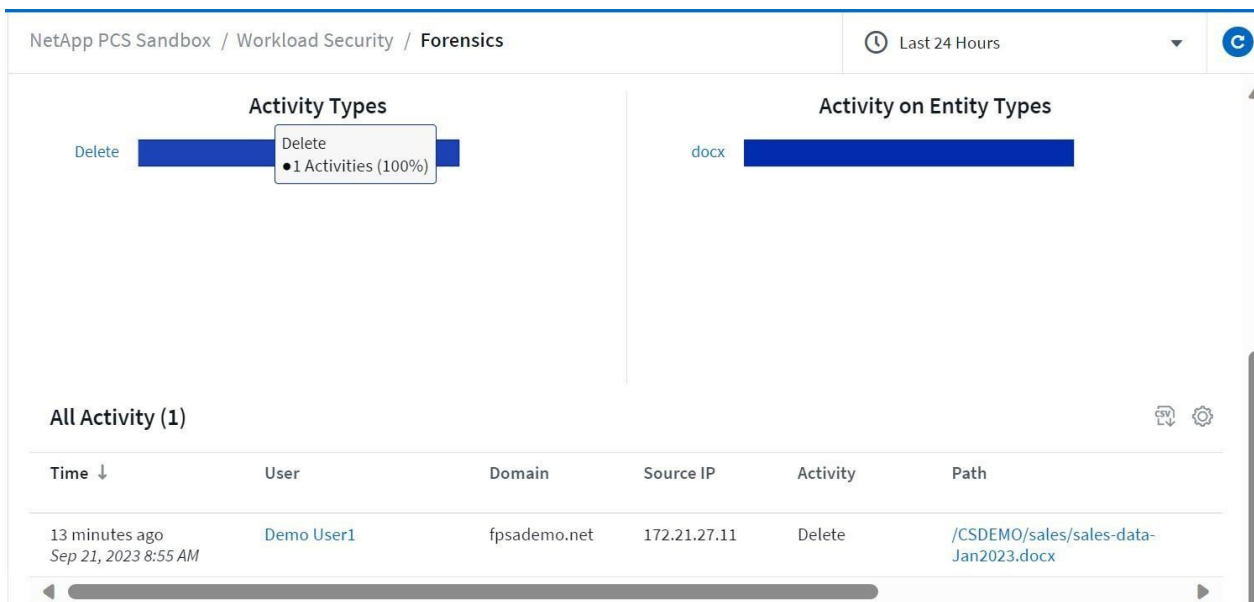 NetApp PCS Sandbox / Workload Security / Forensics
Last 24 Hours
Activity Types
Delete
Delete
●1 Activities (100%)
Activity on Entity Types
docx
All Activity (1)
CSV
Time ↓ User Domain Source IP Activity Path
13 minutes ago Demo User1 fpsademo.net 172.21.27.11 Delete /CSDEMO/sales/sales-data-
Sep 21, 2023 8:55 AM Jan2023.docx